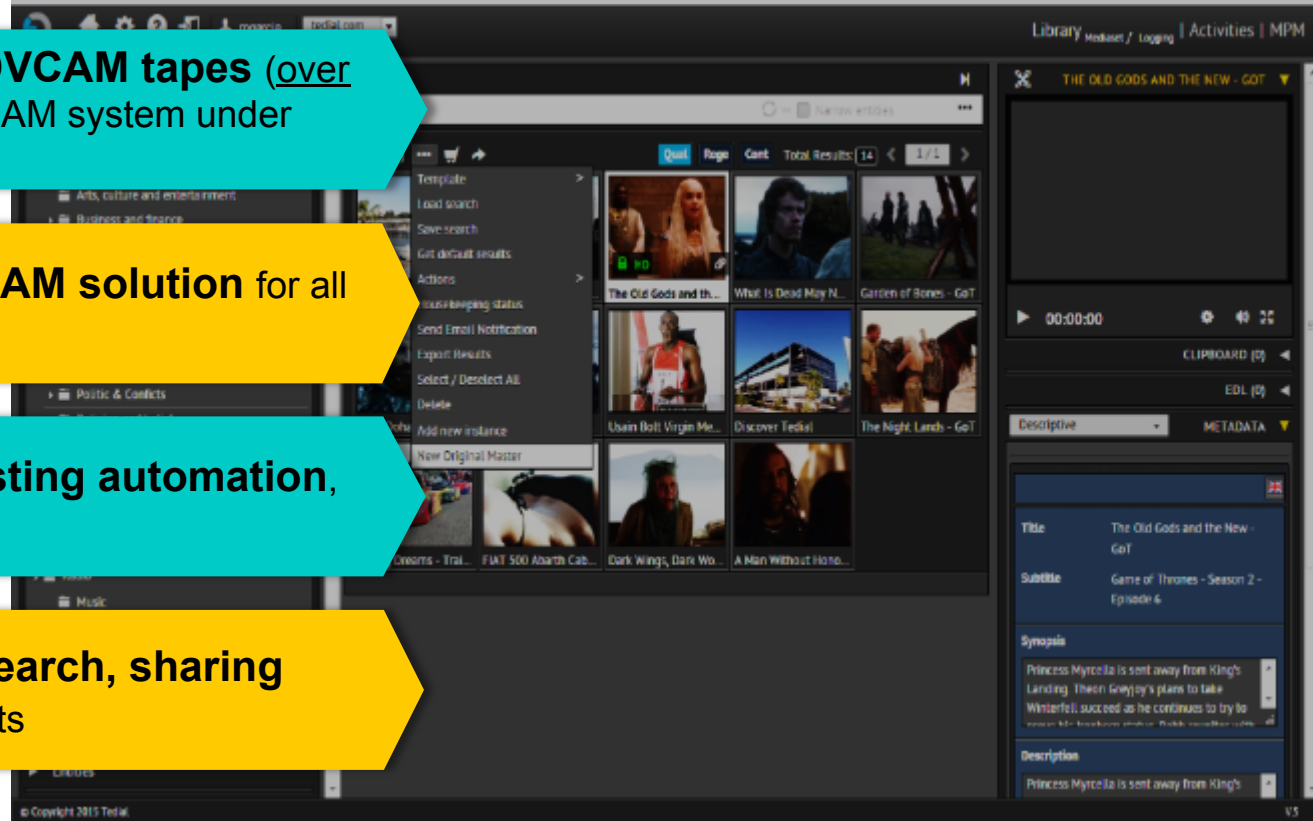 mgarcia
tedial.com
Library Mediaset / Logging | Activities | MPM
VCAM tapes (over
AM system under
THE OLD GODS AND THE NEW - GOT
Narrow entities
Qual Rogo Cont Total Results: 14 1/1
Template
Load search
Save search
Get default results
Actions
Housekeeping status
Send Email Notification
Export Results
Select / Deselect All
Delete
Add new instance
New Original Master
Arts, culture and entertainment
Business and finance
AM solution for all
The Old Gods and th...
What Is Dead May N...
Garden of Bones - GoT
HD
00:00:00
CLIPBOARD (0)
EDL (0)
Politic & Conflicts
Usain Bolt Virgin Me...
Discover Tedial
The Night Lands - GoT
Descriptive
METADATA
sting automation,
Title The Old Gods and the New - GoT
Subtitle Game of Thrones - Season 2 - Episode 6
Dreams - Trai...
FIAT 500 Abarth Cab...
Dark Wings, Dark Wo...
A Man Without Hono...
Radio
Music
earch, sharing
ts
Synopsis
Princess Myrcella is sent away from King's
Landing. Theon Greyjoy's plans to take
Winterfell succeed as he continues to try to
Description
Princess Myrcella is sent away from King's
Entities
© Copyright 2015 Tedial
V.5